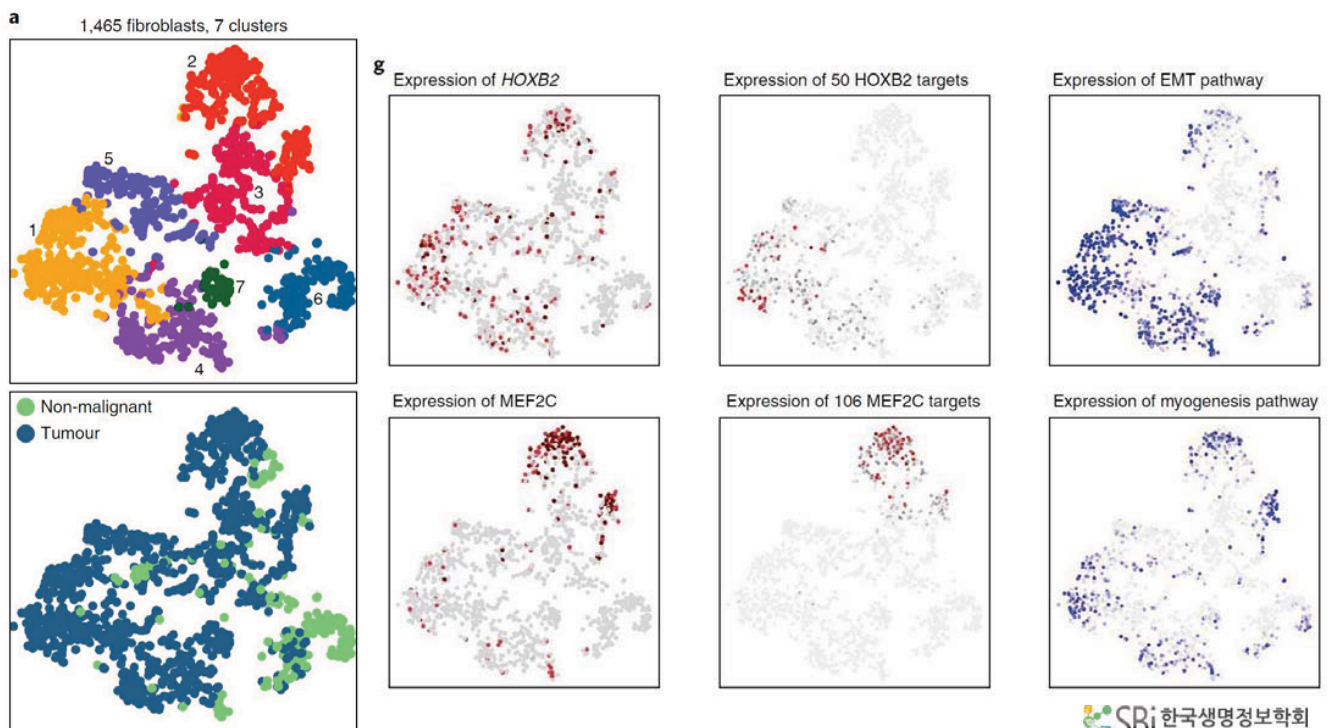 a
1,465 fibroblasts, 7 clusters
2
5
3
1
7
6
4
Non-malignant
Tumour
g
Expression of HOXB2
Expression of 50 HOXB2 targets
Expression of EMT pathway
Expression of MEF2C
Expression of 106 MEF2C targets
Expression of myogenesis pathway
SBi 한국생명정보학회